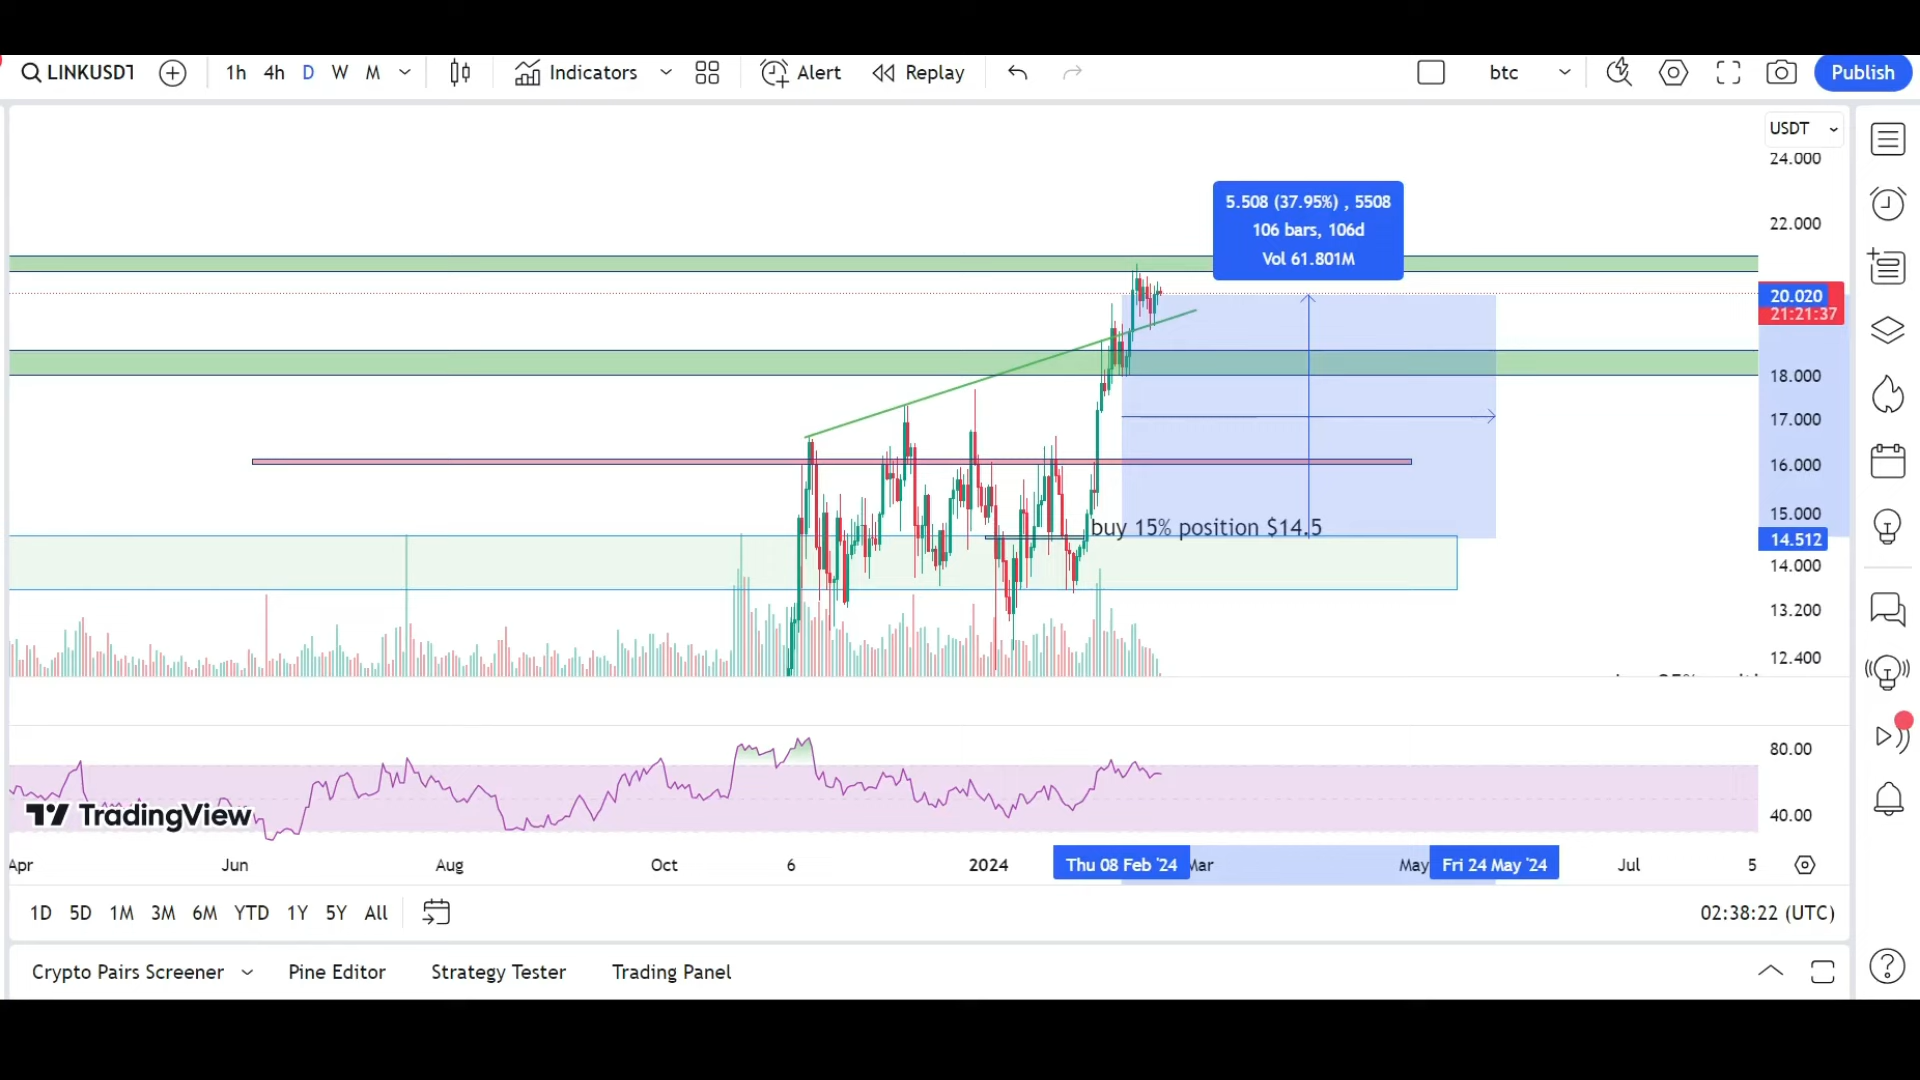 LINKUSDT
1h 4h D W M Indicators Alert Replay btc Publish
USDT
24.000
5.508 (37.95%) , 5508
106 bars, 106d
Vol 61.801M
22.000
20.020
21:21:37
18.000
17.000
16.000
15.000
buy 15% position $14.5
14.512
14.000
13.200
12.400
80.00
40.00
TradingView
Apr Jun Aug Oct 6 2024 Thu 08 Feb '24 Mar May Fri 24 May '24 Jul 5
1D 5D 1M 3M 6M YTD 1Y 5Y All 02:38:22 (UTC)
Crypto Pairs Screener Pine Editor Strategy Tester Trading Panel